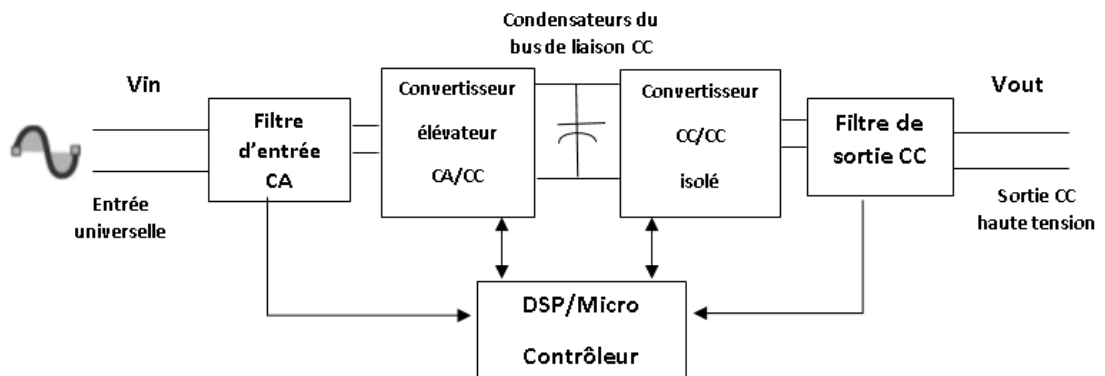 Condensateurs du
bus de liaison CC
Vin
Vout
Filtre
d'entrée
CA
Convertisseur
élévateur
CA/CC
Convertisseur
CC/CC
isolé
Filtre de
sortie CC
Entrée
universelle
Sortie CC
haute tension
DSP/Micro
Contrôleur